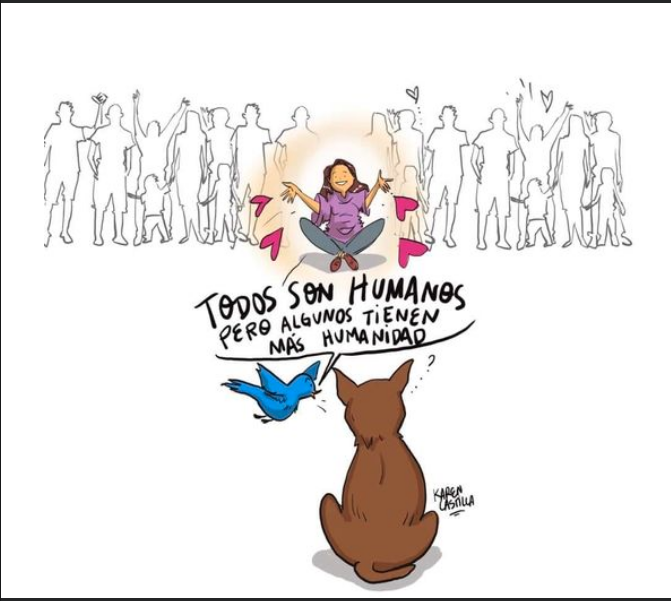 TODOS SON HUMANOS
PERO ALGUNOS TIENEN
MÁS HUMANIDAD
?
KAREN
CASTILLA